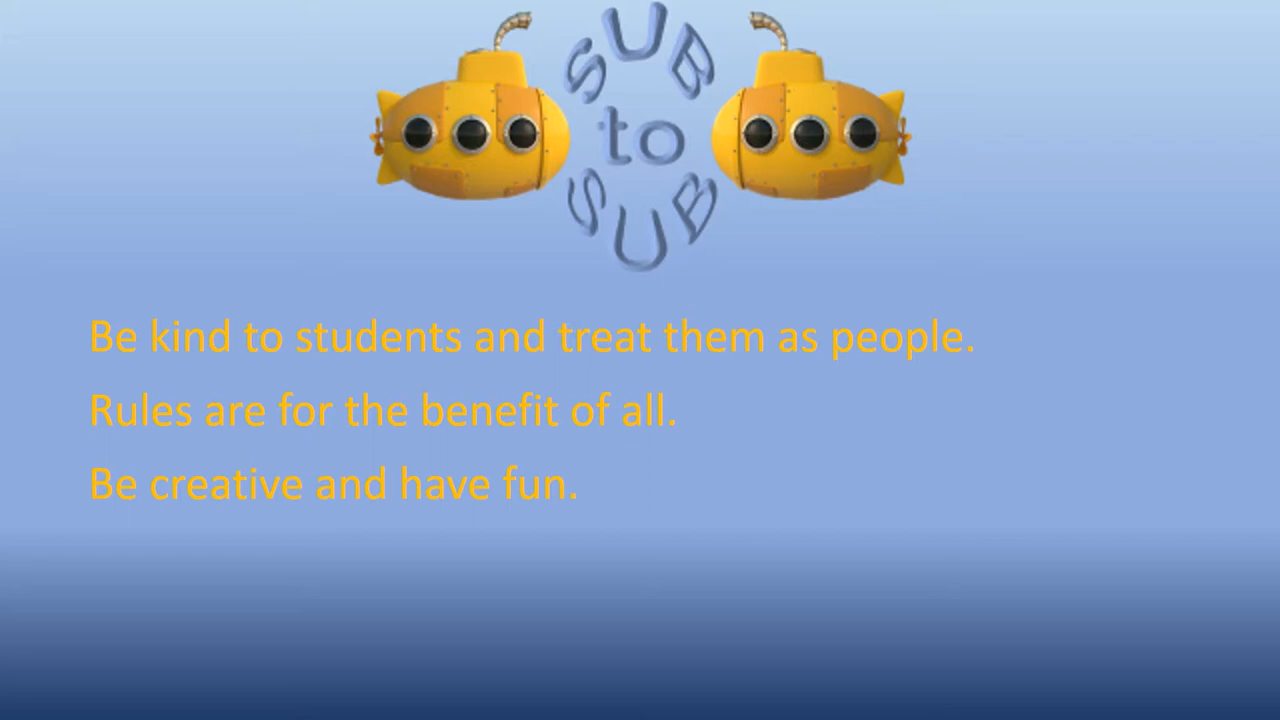 SUB
to
SUB
Be kind to students and treat them as people.
Rules are for the benefit of all.
Be creative and have fun.